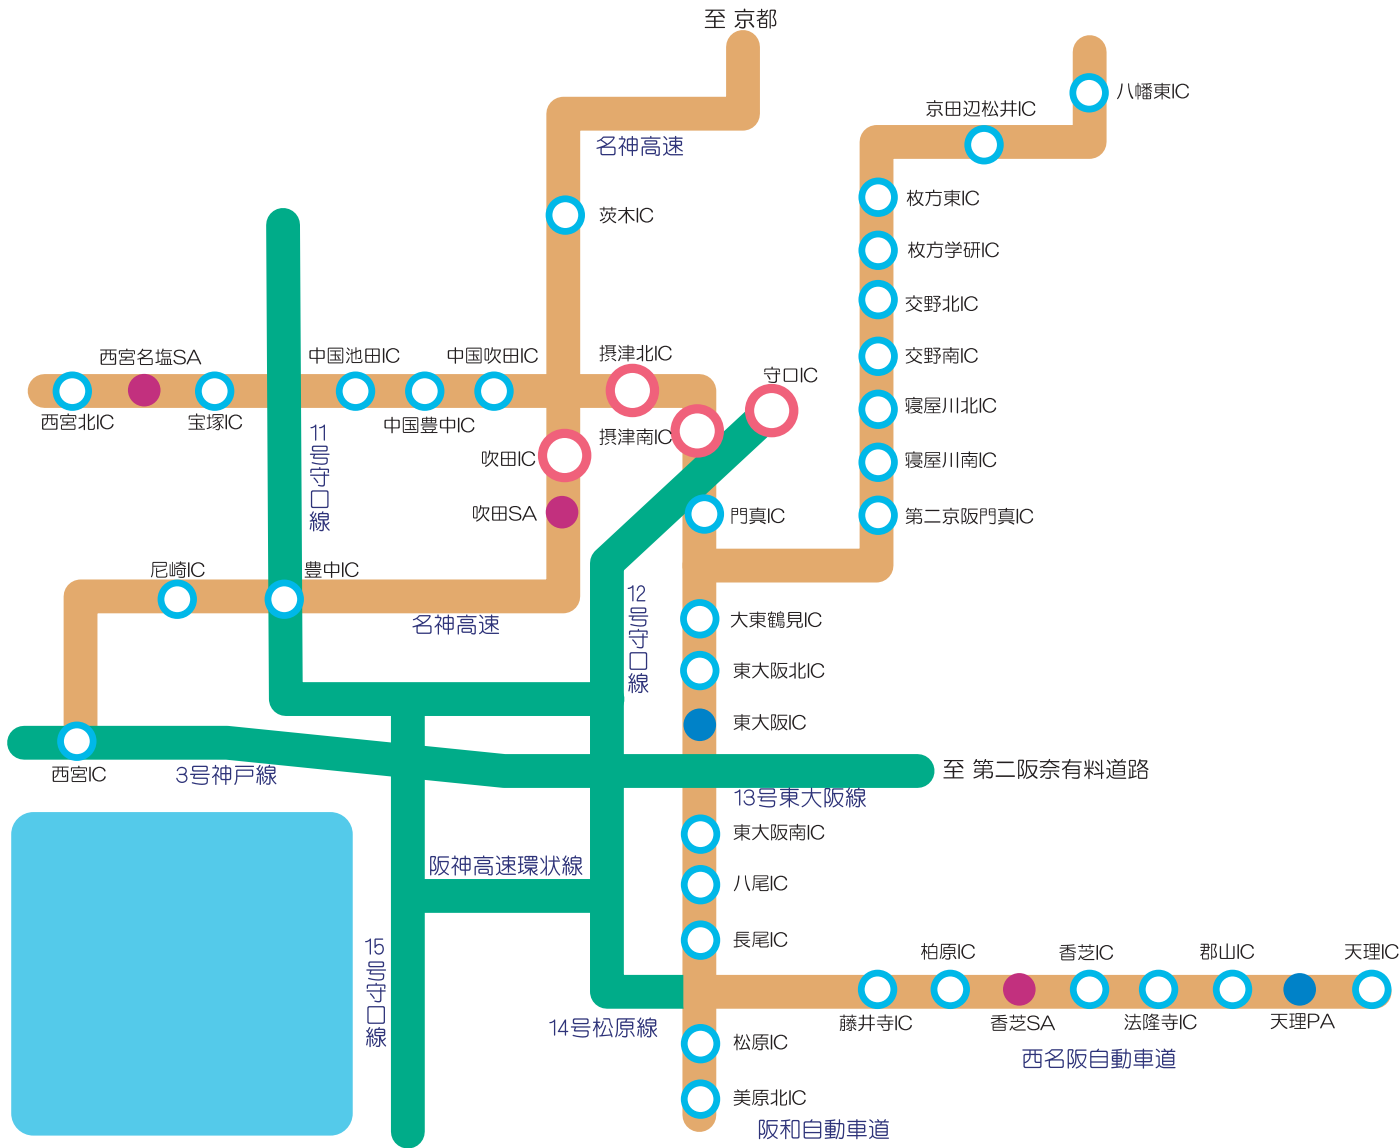 至 京都
八幡東IC
京田辺松井IC
名神高速
枚方東IC
茨木IC
枚方学研IC
交野北IC
西宮名塩SA
中国池田IC
中国吹田IC
摂津北IC
交野南IC
守口IC
寝屋川北IC
西宮北IC
宝塚IC
中国豊中IC
摂津南IC
11号守口線
吹田IC
寝屋川南IC
吹田SA
門真IC
第二京阪門真IC
尼崎IC
豊中IC
名神高速
12号守口線
大東鶴見IC
東大阪北IC
東大阪IC
西宮IC
3号神戸線
至 第二阪奈有料道路
13号東大阪線
東大阪南IC
阪神高速環状線
八尾IC
15号守口線
長尾IC
柏原IC
香芝IC
郡山IC
天理IC
14号松原線
藤井寺IC
香芝SA
法隆寺IC
天理PA
松原IC
西名阪自動車道
美原北IC
阪和自動車道